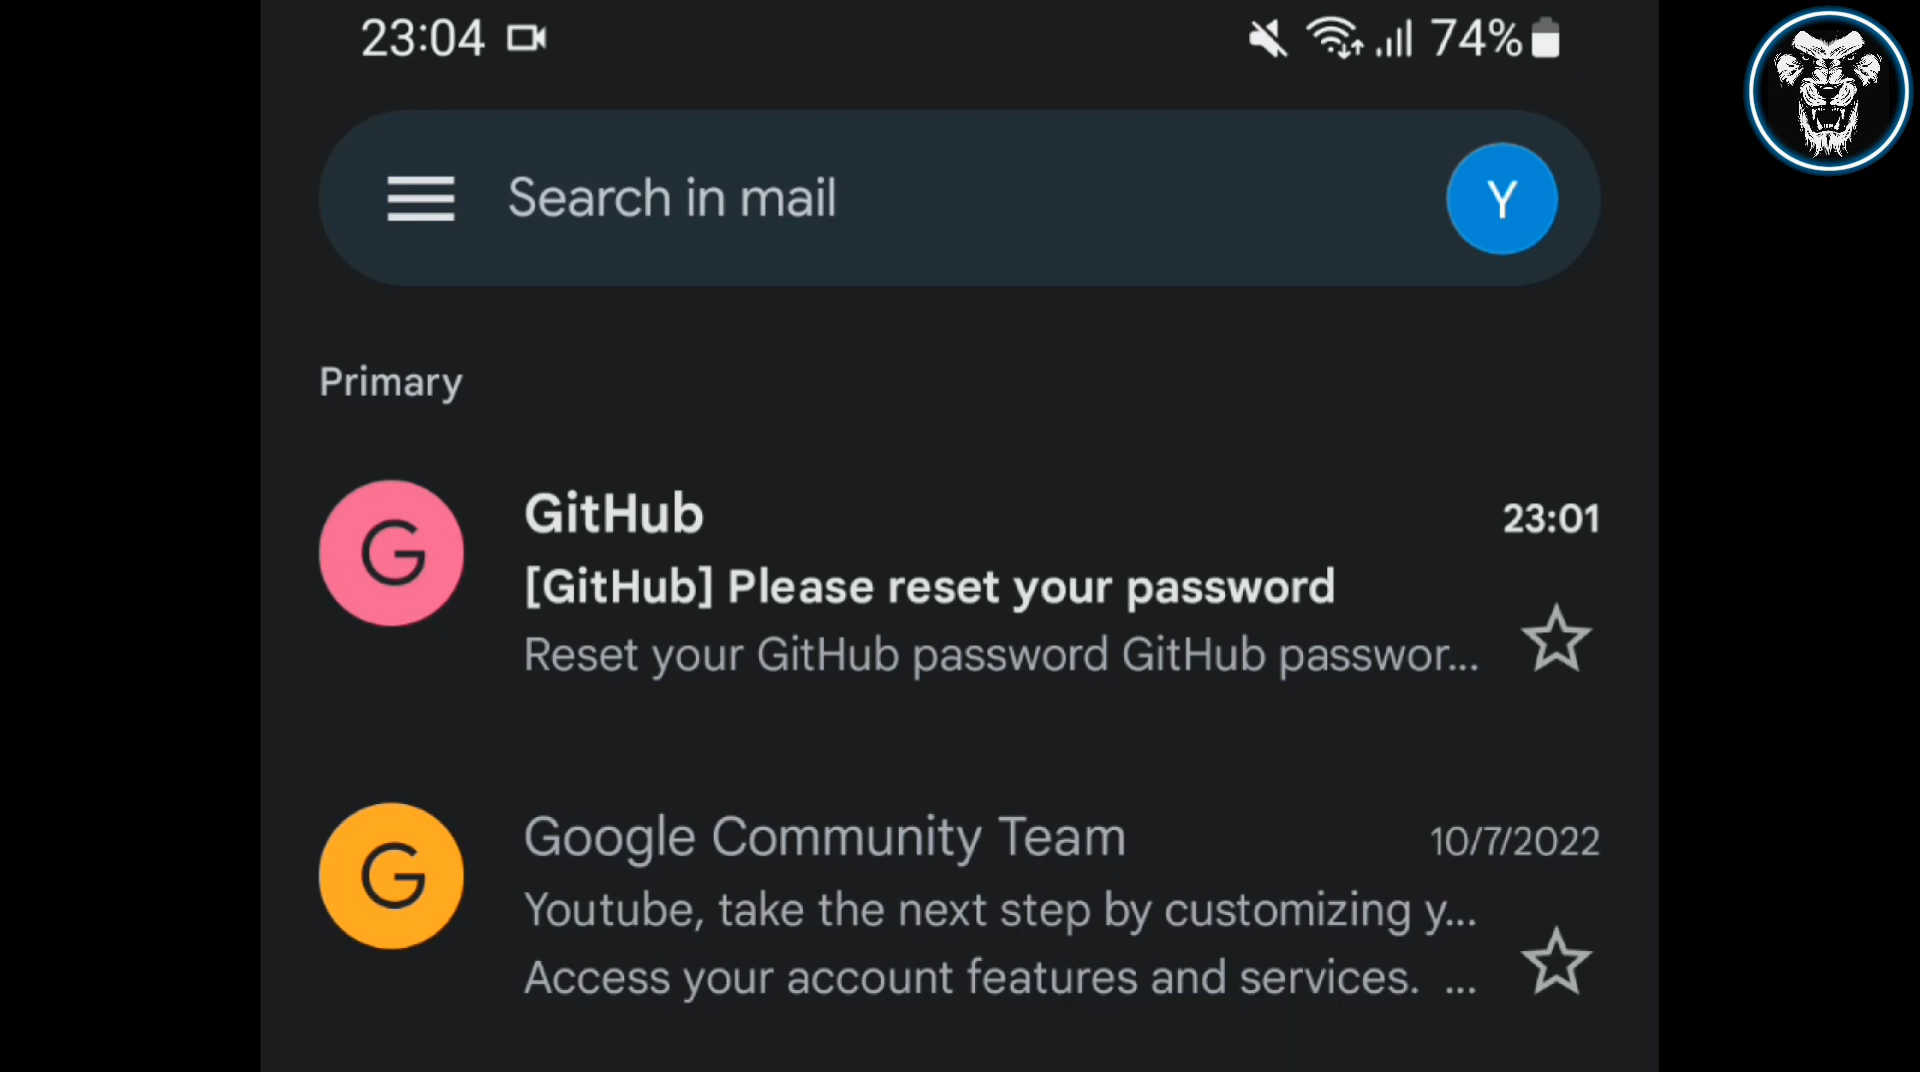 23:04 74%
Search in mail Y
Primary
G GitHub 23:01
[GitHub] Please reset your password
Reset your GitHub password GitHub passwor...
G Google Community Team 10/7/2022
Youtube, take the next step by customizing y...
Access your account features and services. ...